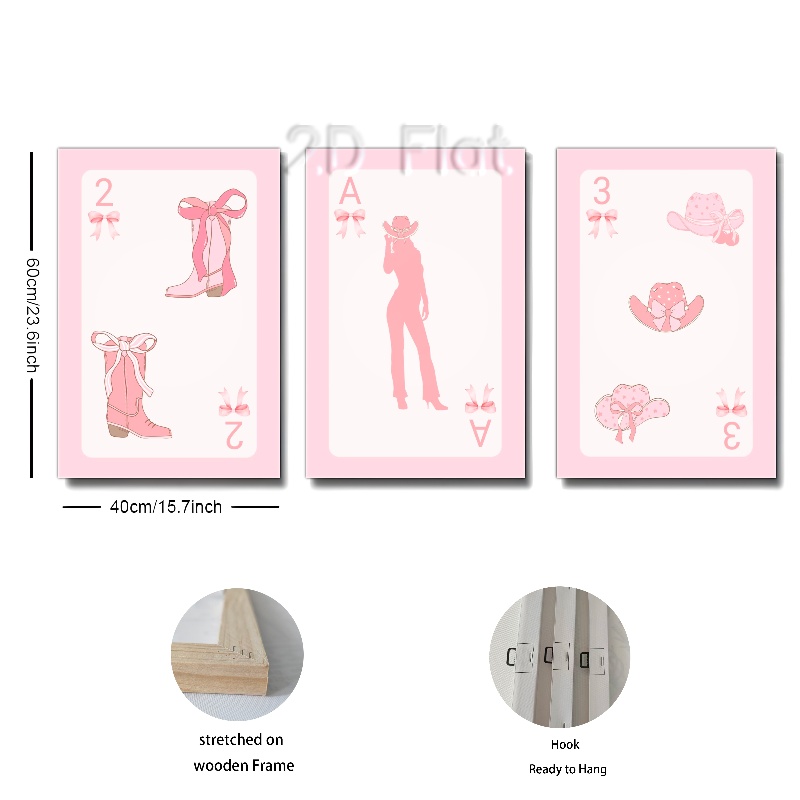 2D Flat
2
A
3
60cm/23.6inch
2
A
3
40cm/15.7inch
stretched on
wooden Frame
Hook
Ready to Hang